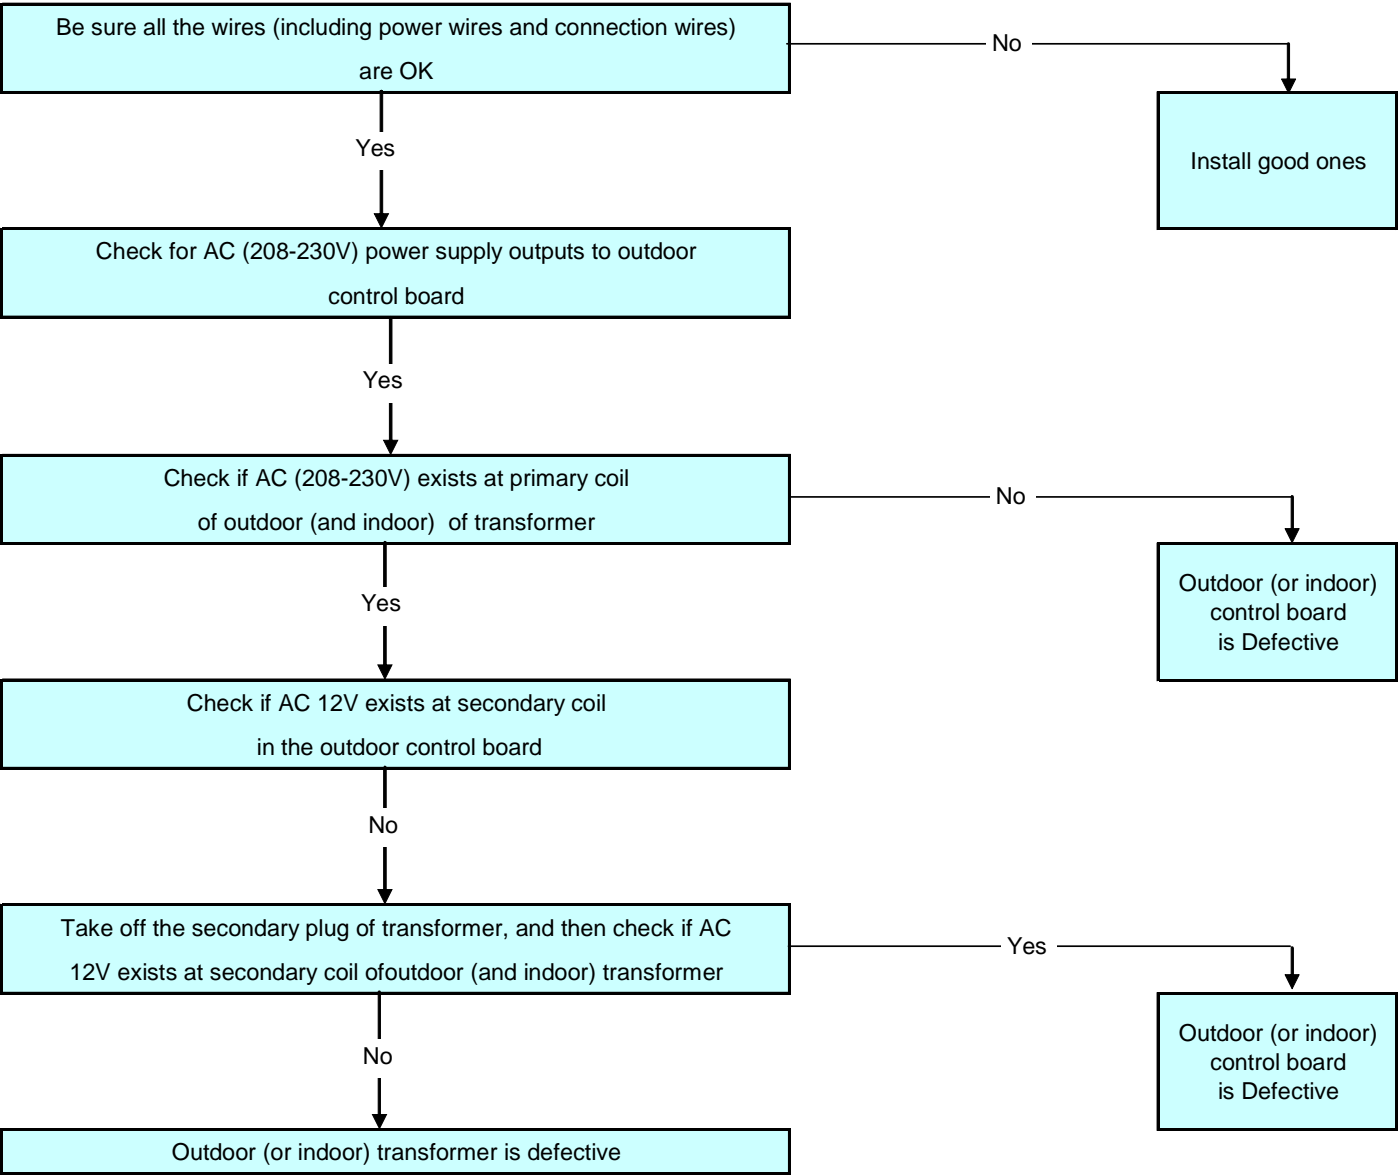 Be sure all the wires (including power wires and connection wires)
are OK
No
Install good ones
Yes
Check for AC (208-230V) power supply outputs to outdoor
control board
Yes
Check if AC (208-230V) exists at primary coil
of outdoor (and indoor) of transformer
No
Outdoor (or indoor)
control board
is Defective
Yes
Check if AC 12V exists at secondary coil
in the outdoor control board
No
Take off the secondary plug of transformer, and then check if AC
12V exists at secondary coil ofoutdoor (and indoor) transformer
Yes
Outdoor (or indoor)
control board
is Defective
No
Outdoor (or indoor) transformer is defective